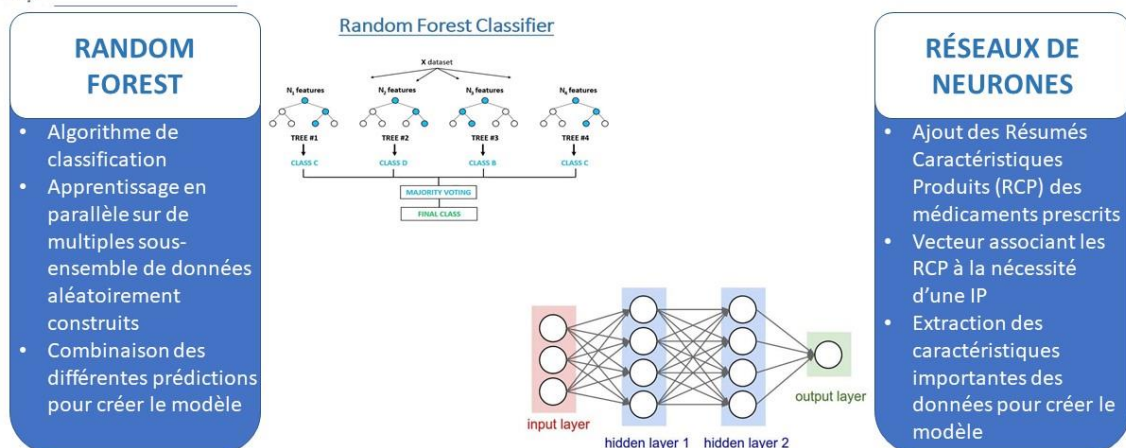 RANDOM
FOREST
• Algorithme de
classification
• Apprentissage en
parallèle sur de
multiples sous-
ensemble de données
aléatoirement
construits
• Combinaison des
différentes prédictions
pour créer le modèle
Random Forest Classifier
X dataset
N₁ features N₂ features N₃ features N₄ features
TREE #1 TREE #2 TREE #3 TREE #4
CLASS C CLASS D CLASS B CLASS C
MAJORITY VOTING
FINAL CLASS
input layer
hidden layer 1 hidden layer 2
output layer
RÉSEAUX DE
NEURONES
• Ajout des Résumés
Caractéristiques
Produits (RCP) des
médicaments prescrits
• Vecteur associant les
RCP à la nécessité
d'une IP
• Extraction des
caractéristiques
importantes des
données pour créer le
modèle